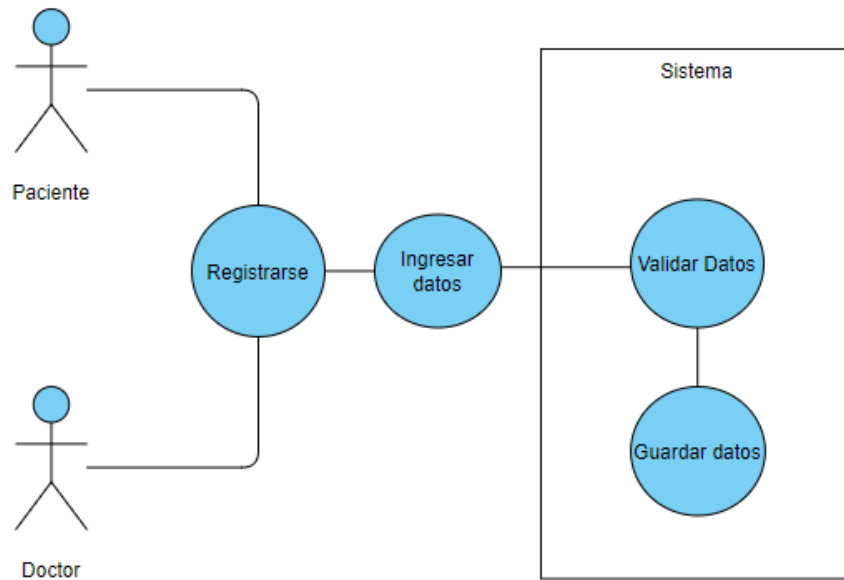 Sistema
Paciente
Registrarse
Ingresar
datos
Validar Datos
Guardar datos
Doctor